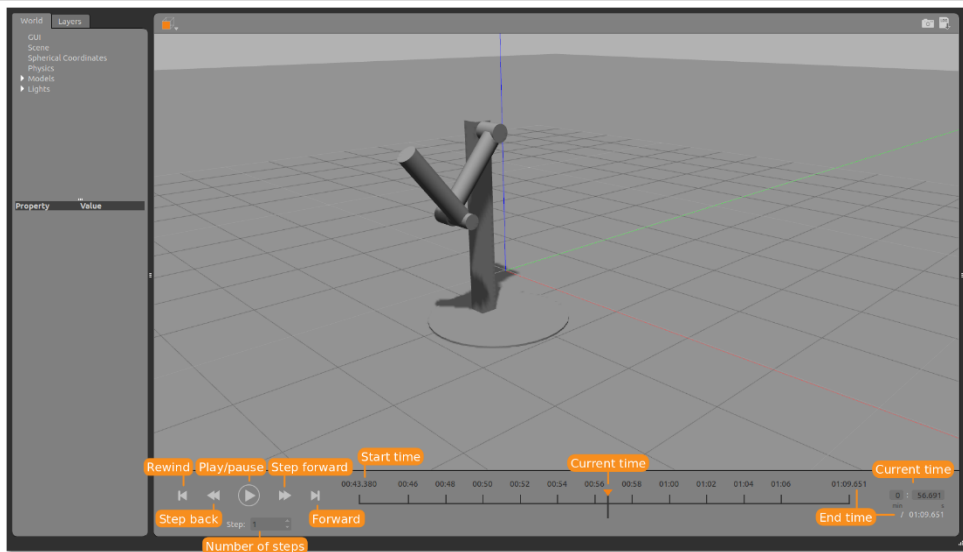 World Layers
GUI
Scene
Spherical Coordinates
Physics
Models
Lights
Property Value
Rewind Play/pause Step forward
Start time
Current time
Current time
00:43.380 00:46 00:48 00:50 00:52 00:54 00:56 00:58 01:00 01:02 01:04 01:06 01:09.651
0 : 56.691
min s
Step back
Forward
End time
/ 01:09.651
Step: 1
Number of steps